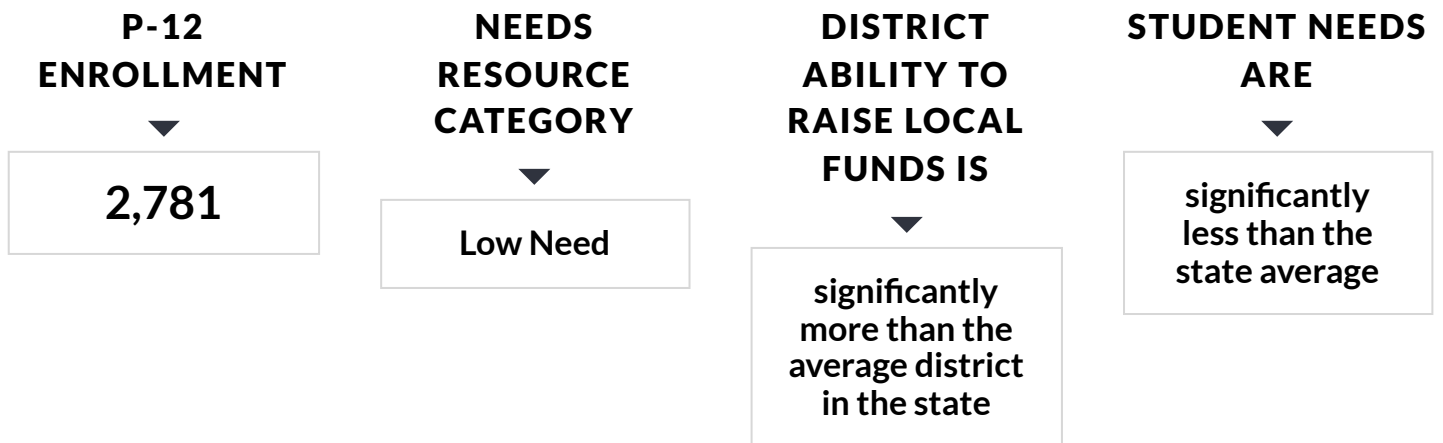 P-12
ENROLLMENT
2,781
NEEDS
RESOURCE
CATEGORY
Low Need
DISTRICT
ABILITY TO
RAISE LOCAL
FUNDS IS
significantly
more than the
average district
in the state
STUDENT NEEDS
ARE
significantly
less than the
state average